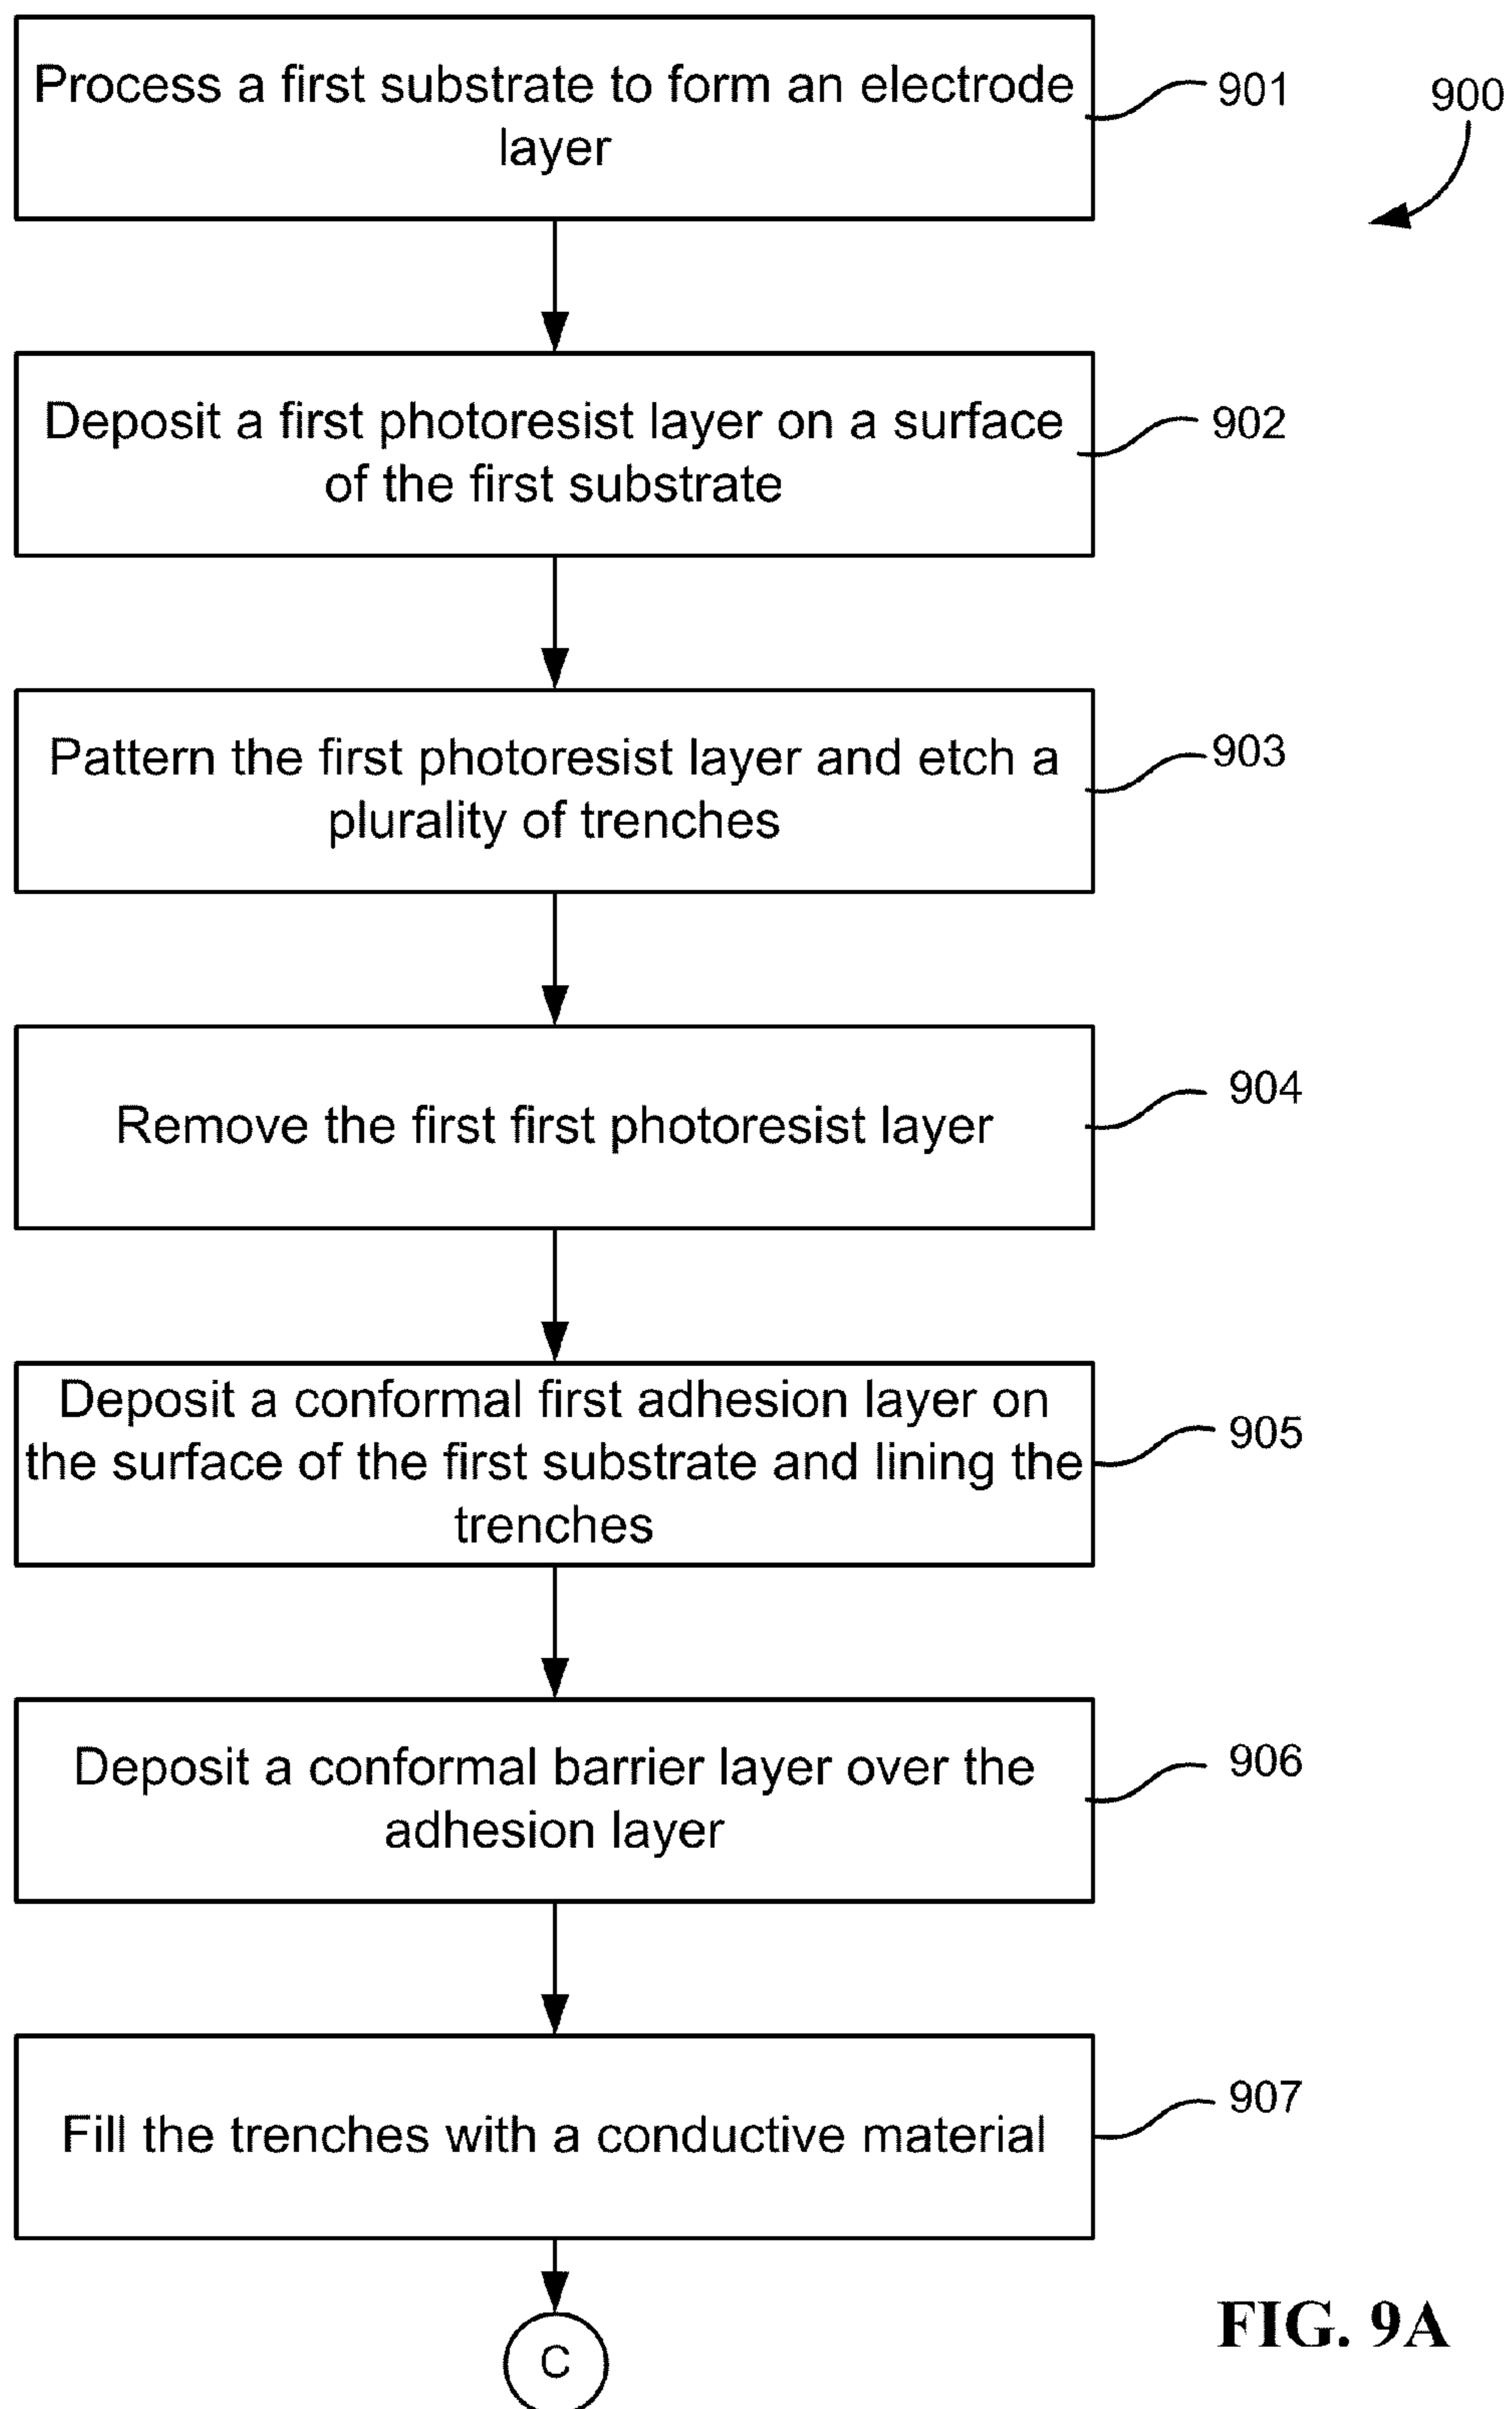 Process a first substrate to form an electrode
layer
901
900
Deposit a first photoresist layer on a surface
of the first substrate
902
Pattern the first photoresist layer and etch a
plurality of trenches
903
Remove the first first photoresist layer
904
Deposit a conformal first adhesion layer on
the surface of the first substrate and lining the
trenches
905
Deposit a conformal barrier layer over the
adhesion layer
906
Fill the trenches with a conductive material
907
C
FIG. 9A